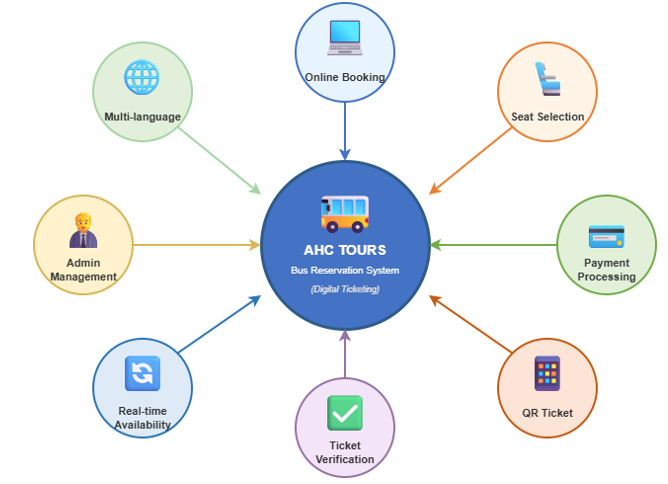 Online Booking
Multi-language
Seat Selection
AHC TOURS
Bus Reservation System
(Digital Ticketing)
Admin
Management
Payment
Processing
Real-time
Availability
QR Ticket
Ticket
Verification